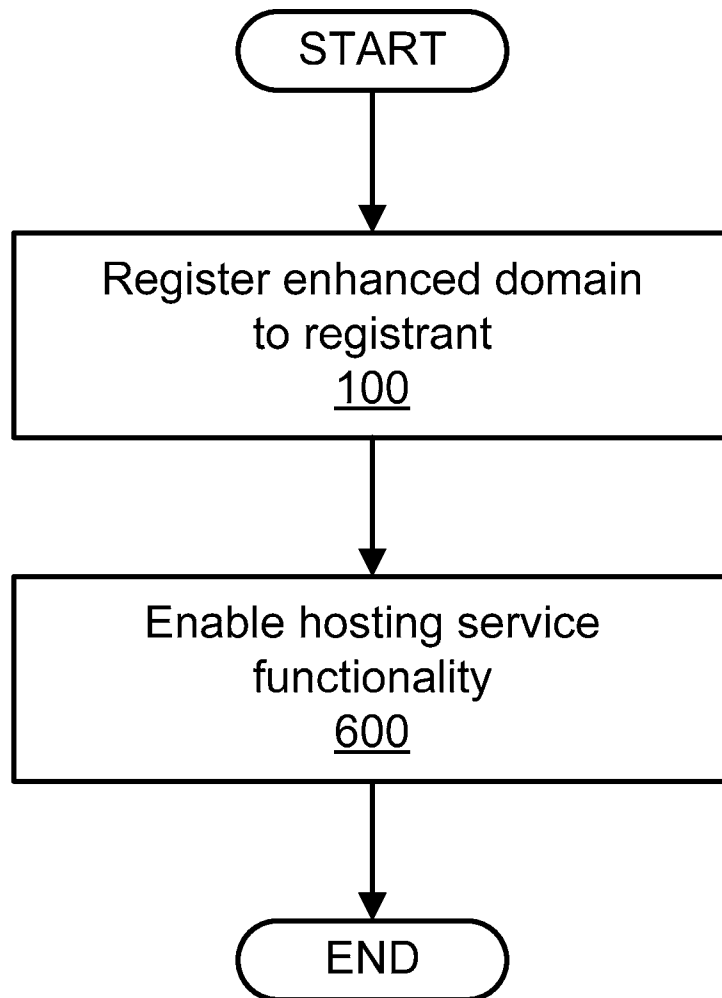 START
Register enhanced domain
to registrant
100
Enable hosting service
functionality
600
END